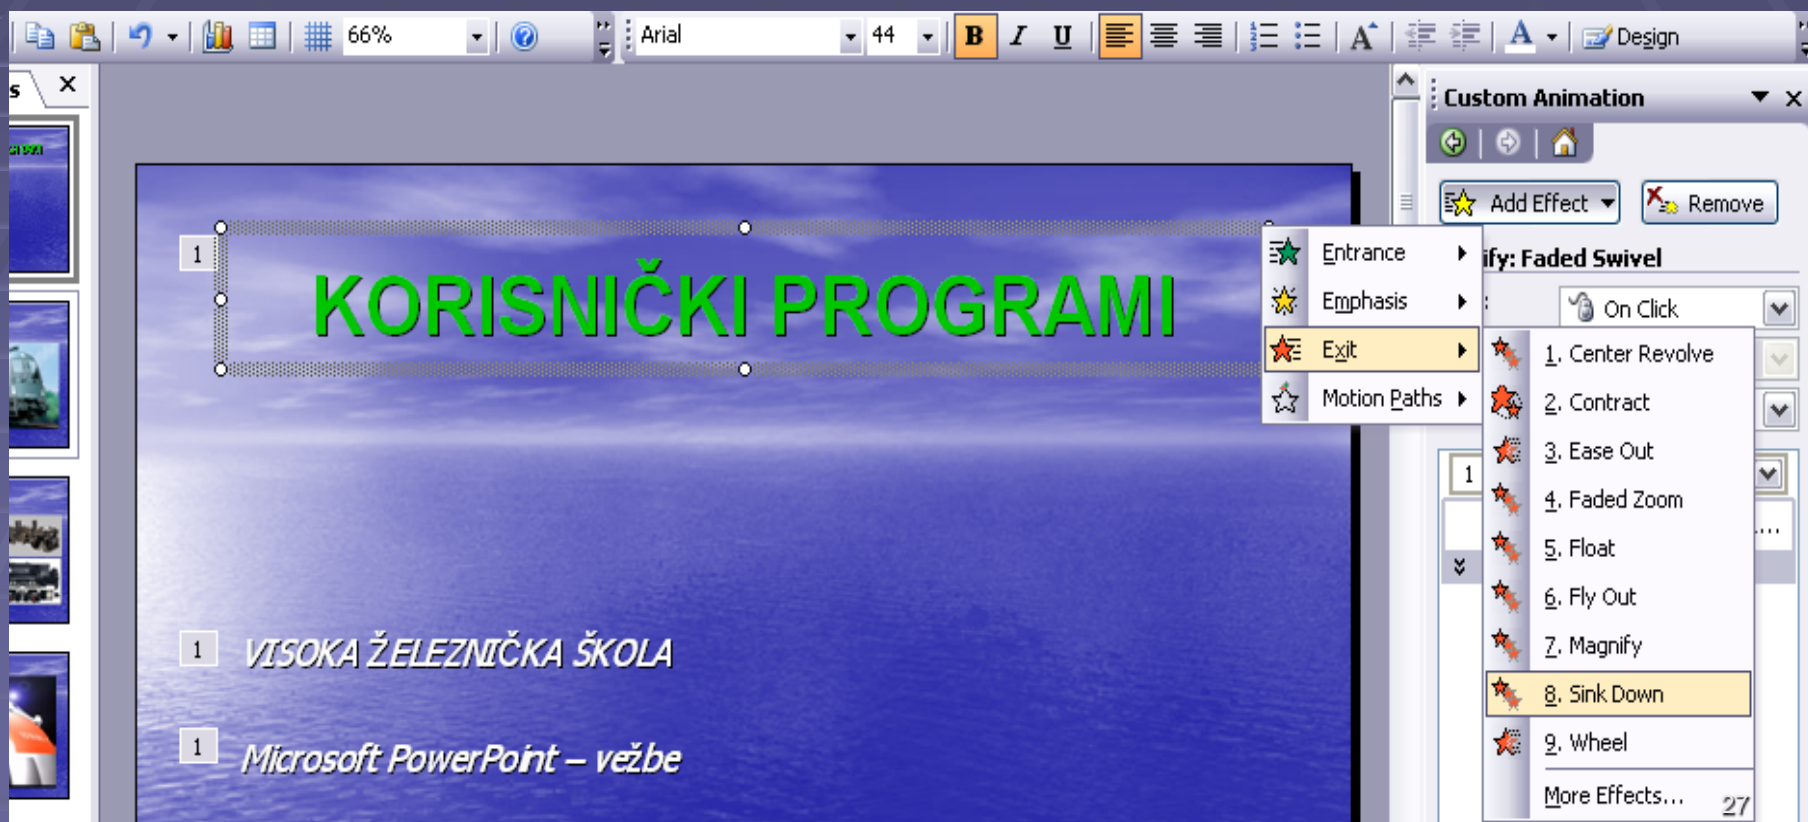 66%
Arial
44
B I U
A
A
Design
s
Custom Animation
Add Effect
Remove
Entrance
Emphasis
Exit
Motion Paths
ify: Faded Swivel
:
On Click
1. Center Revolve
2. Contract
3. Ease Out
4. Faded Zoom
5. Float
6. Fly Out
7. Magnify
8. Sink Down
9. Wheel
More Effects...
1
...
27
1
KORISNIČKI PROGRAMI
1
VISOKA ŽELEZNIČKA ŠKOLA
1
Microsoft PowerPoint – vežbe